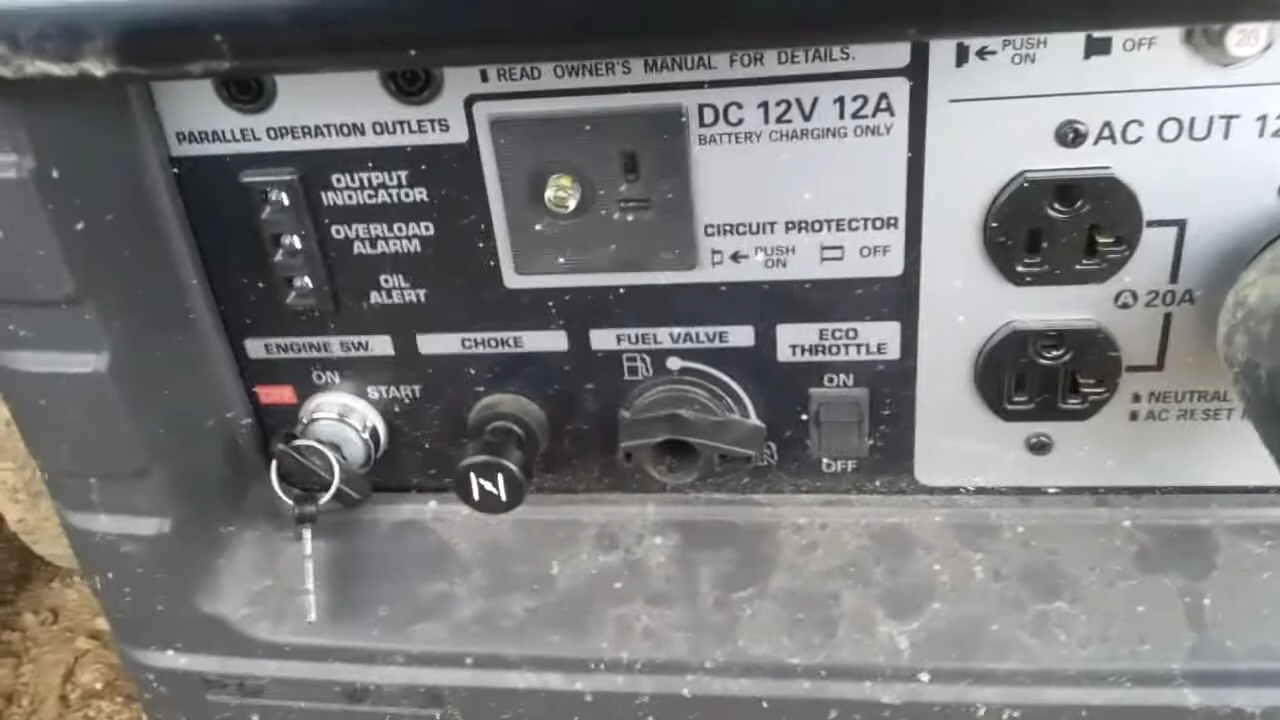 READ OWNER'S MANUAL FOR DETAILS.
PARALLEL OPERATION OUTLETS
DC 12V 12A
BATTERY CHARGING ONLY
CIRCUIT PROTECTOR
PUSH
ON
OFF
OUTPUT
INDICATOR
OVERLOAD
ALARM
OIL
ALERT
ENGINE SW.
ON
START
CHOKE
FUEL VALVE
ECO
THROTTLE
ON
OFF
PUSH
ON
OFF
20
AC OUT 12
20A
NEUTRAL
AC RESET